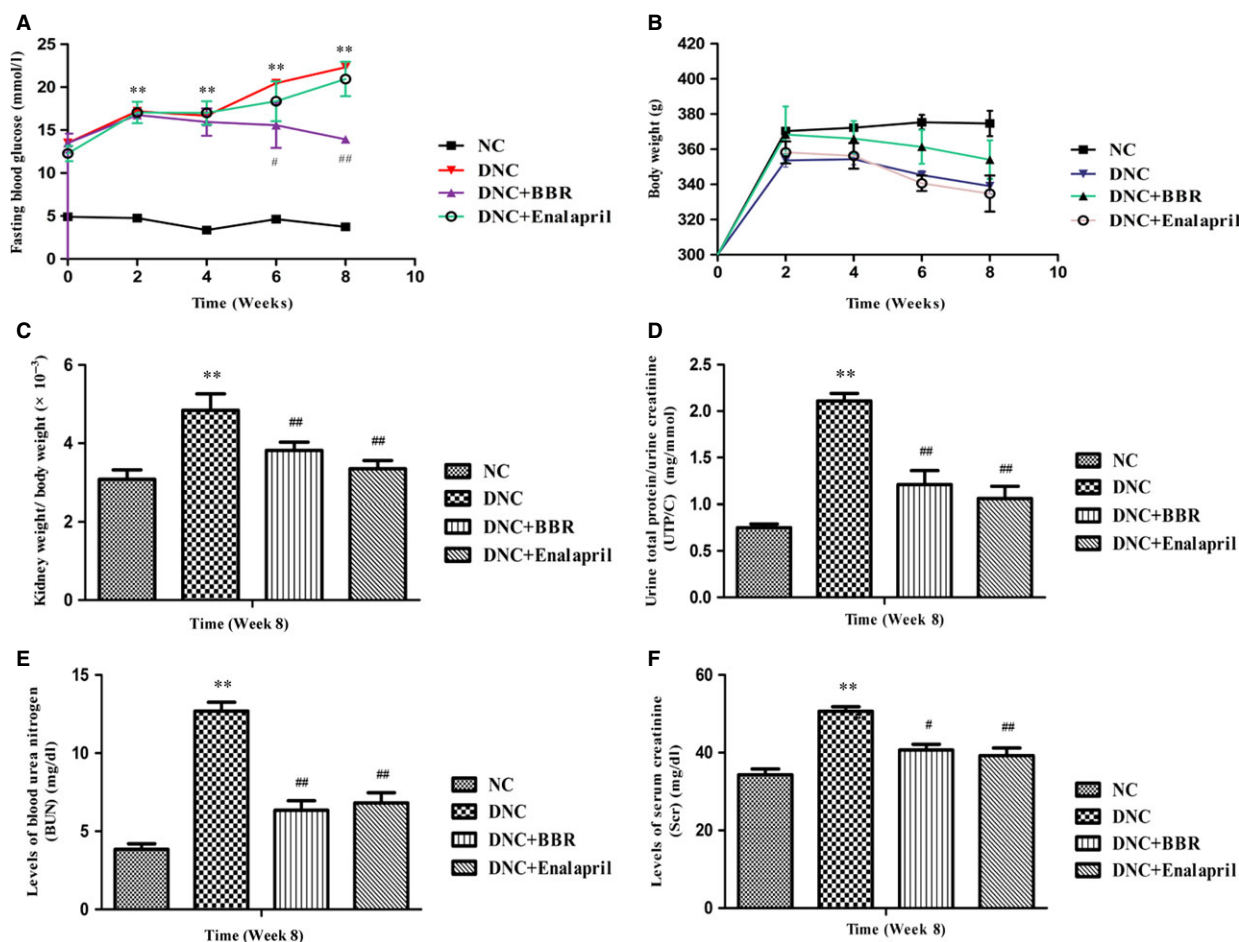 A
Fasting blood glucose (mmol/l)
25
20
15
10
5
0
** ** ** **
# ##
0 2 4 6 8 10
Time (Weeks)
NC
DNC
DNC+BBR
DNC+Enalapril
B
Body weight (g)
420
400
380
360
340
320
300
0 2 4 6 8 10
Time (Weeks)
NC
DNC
DNC+BBR
DNC+Enalapril
C
Kidney weight/ body weight (× 10⁻³)
6
4
2
0
**
##
##
Time (Week 8)
NC
DNC
DNC+BBR
DNC+Enalapril
D
Urine total protein/urine creatinine
(UTP/C) (mg/mmol)
2.5
2.0
1.5
1.0
0.5
0.0
**
##
##
Time (Week 8)
NC
DNC
DNC+BBR
DNC+Enalapril
E
Levels of blood urea nitrogen
(BUN) (mg/dl)
15
10
5
0
**
##
##
Time (Week 8)
NC
DNC
DNC+BBR
DNC+Enalapril
F
Levels of serum creatinine
(Scr) (mg/dl)
60
40
20
0
**
#
##
Time (Week 8)
NC
DNC
DNC+BBR
DNC+Enalapril